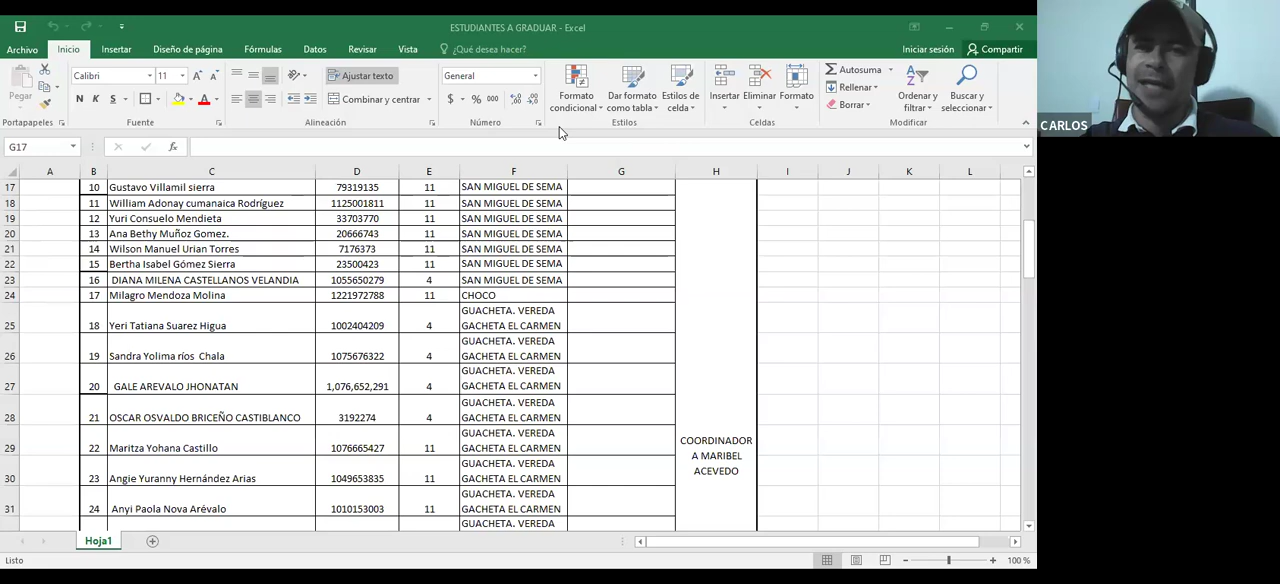 ESTUDIANTES A GRADUAR - Excel
Archivo Inicio Insertar Diseño de página Fórmulas Datos Revisar Vista ¿Qué desea hacer? Iniciar sesión Compartir
Calibri 11 Ajustar texto General Autosuma
Pegar Rellenar
N K S Combinar y centrar $ % 000 Formato condicional Dar formato como tabla Estilos de celda Insertar Eliminar Formato Borrar Ordenar y filtrar Buscar y seleccionar
Portapapeles Fuente Alineación Número Estilos Celdas Modificar
CARLOS
G17 fx
A B C D E F G H I J K L
17 10 Gustavo Villamil sierra 79319135 11 SAN MIGUEL DE SEMA
18 11 William Adonay cumanaica Rodríguez 1125001811 11 SAN MIGUEL DE SEMA
19 12 Yuri Consuelo Mendieta 33703770 11 SAN MIGUEL DE SEMA
20 13 Ana Bethy Muñoz Gomez. 20666743 11 SAN MIGUEL DE SEMA
21 14 Wilson Manuel Urian Torres 7176373 11 SAN MIGUEL DE SEMA
22 15 Bertha Isabel Gómez Sierra 23500423 11 SAN MIGUEL DE SEMA
23 16 DIANA MILENA CASTELLANOS VELANDIA 1055650279 4 SAN MIGUEL DE SEMA
24 17 Milagro Mendoza Molina 1221972788 11 CHOCO
GUACHETA. VEREDA
25 18 Yeri Tatiana Suarez Higua 1002404209 4 GACHETA EL CARMEN
GUACHETA. VEREDA
26 19 Sandra Yolima ríos Chala 1075676322 4 GACHETA EL CARMEN
GUACHETA. VEREDA
27 20 GALE AREVALO JHONATAN 1,076,652,291 4 GACHETA EL CARMEN
GUACHETA. VEREDA
28 21 OSCAR OSVALDO BRICEÑO CASTIBLANCO 3192274 4 GACHETA EL CARMEN
GUACHETA. VEREDA
29 22 Maritza Yohana Castillo 1076665427 11 GACHETA EL CARMEN
GUACHETA. VEREDA
30 23 Angie Yuranny Hernández Arias 1049653835 11 GACHETA EL CARMEN
GUACHETA. VEREDA
31 24 Anyi Paola Nova Arévalo 1010153003 11 GACHETA EL CARMEN
GUACHETA. VEREDA
COORDINADOR
A MARIBEL
ACEVEDO
Hoja1
Listo 100 %